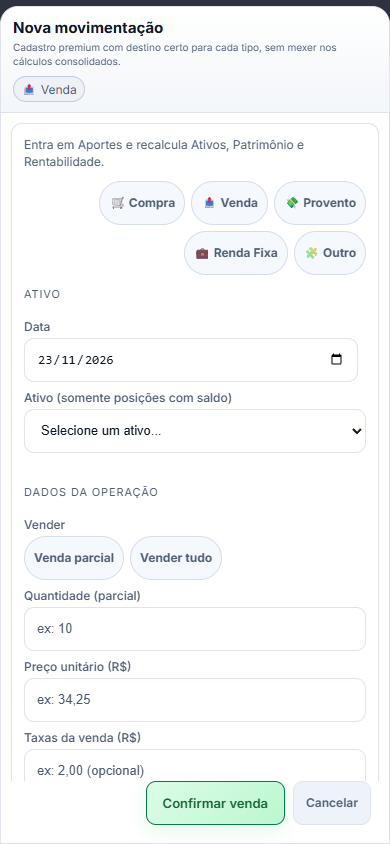 Nova movimentação
Cadastro premium com destino certo para cada tipo, sem mexer nos
cálculos consolidados.
Venda
Entra em Aportes e recalcula Ativos, Patrimônio e
Rentabilidade.
Compra
Venda
Provento
Renda Fixa
Outro
ATIVO
Data
23/11/2026
Ativo (somente posições com saldo)
Selecione um ativo...
DADOS DA OPERAÇÃO
Vender
Venda parcial
Vender tudo
Quantidade (parcial)
ex: 10
Preço unitário (R$)
ex: 34,25
Taxas da venda (R$)
ex: 2,00 (opcional)
Confirmar venda
Cancelar